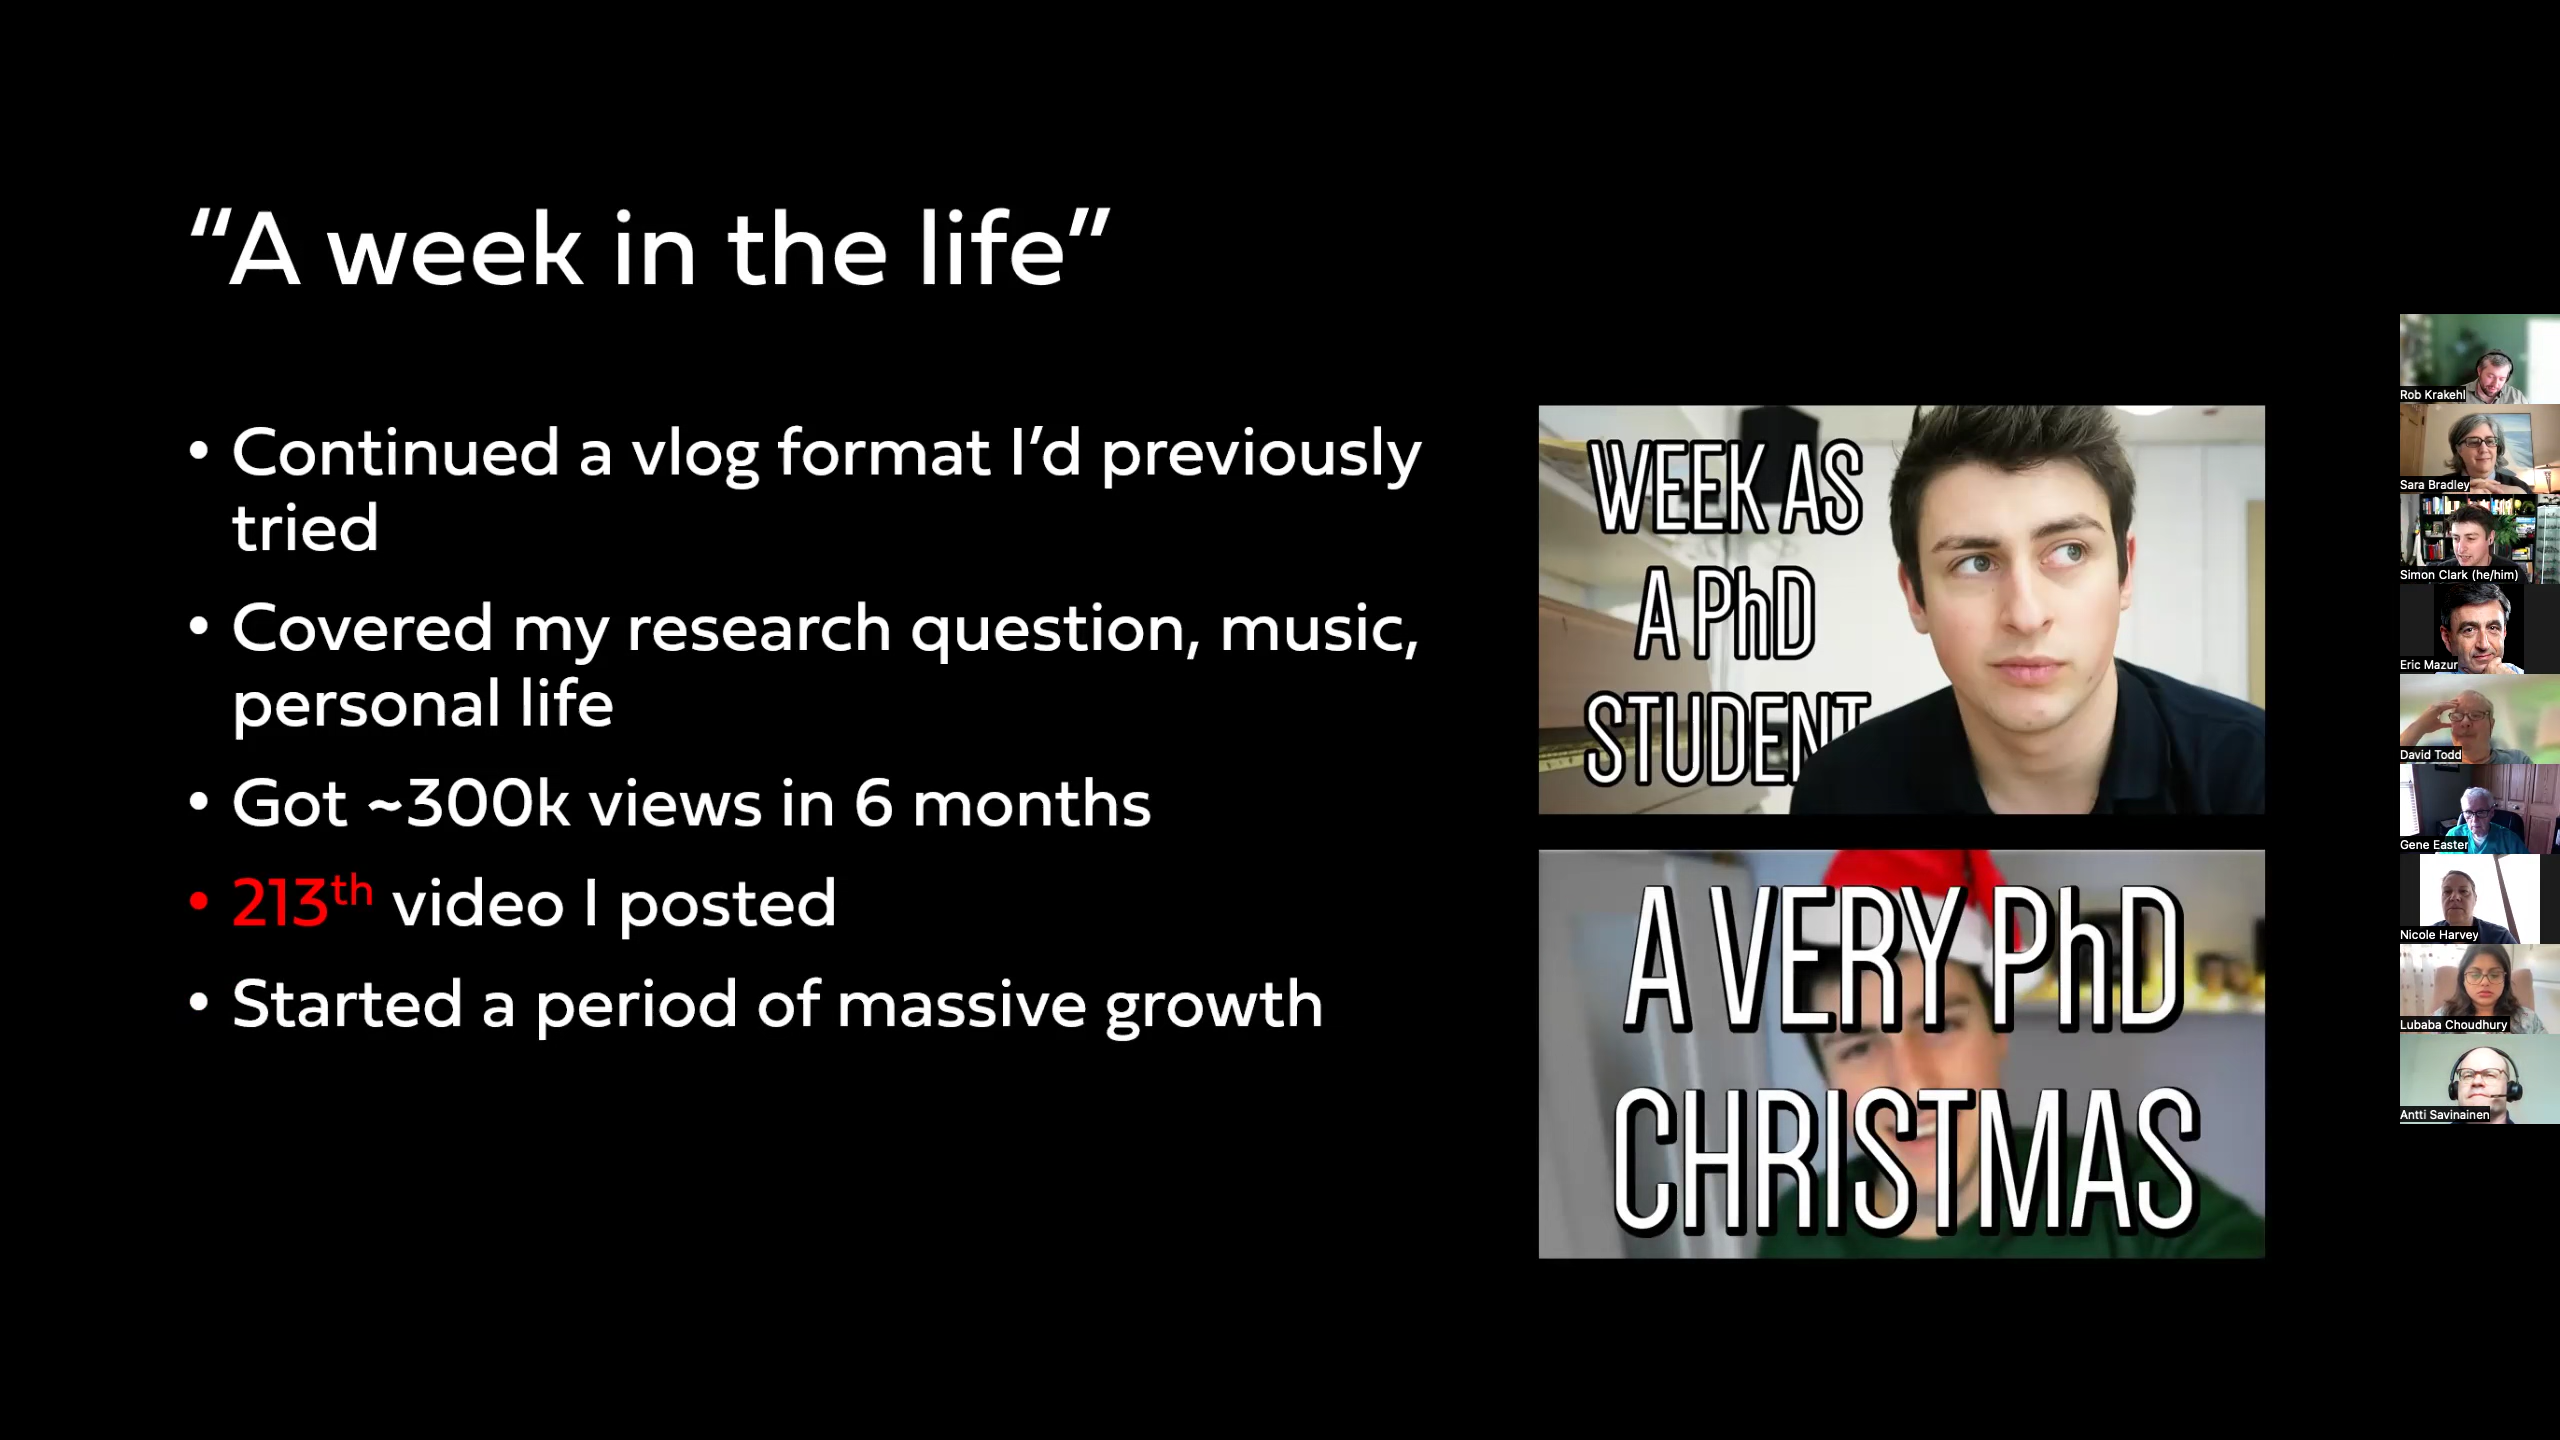 “A week in the life”
• Continued a vlog format I’d previously
tried
• Covered my research question, music,
personal life
• Got ~300k views in 6 months
• 213th video I posted
• Started a period of massive growth
WEEK AS
A PhD
STUDENT
A VERY PhD
CHRISTMAS
Rob Krakehl
Sara Bradley
Simon Clark (he/him)
Eric Mazur
David Todd
Gene Easter
Nicole Harvey
Lubaba Choudhury
Antti Savinainen